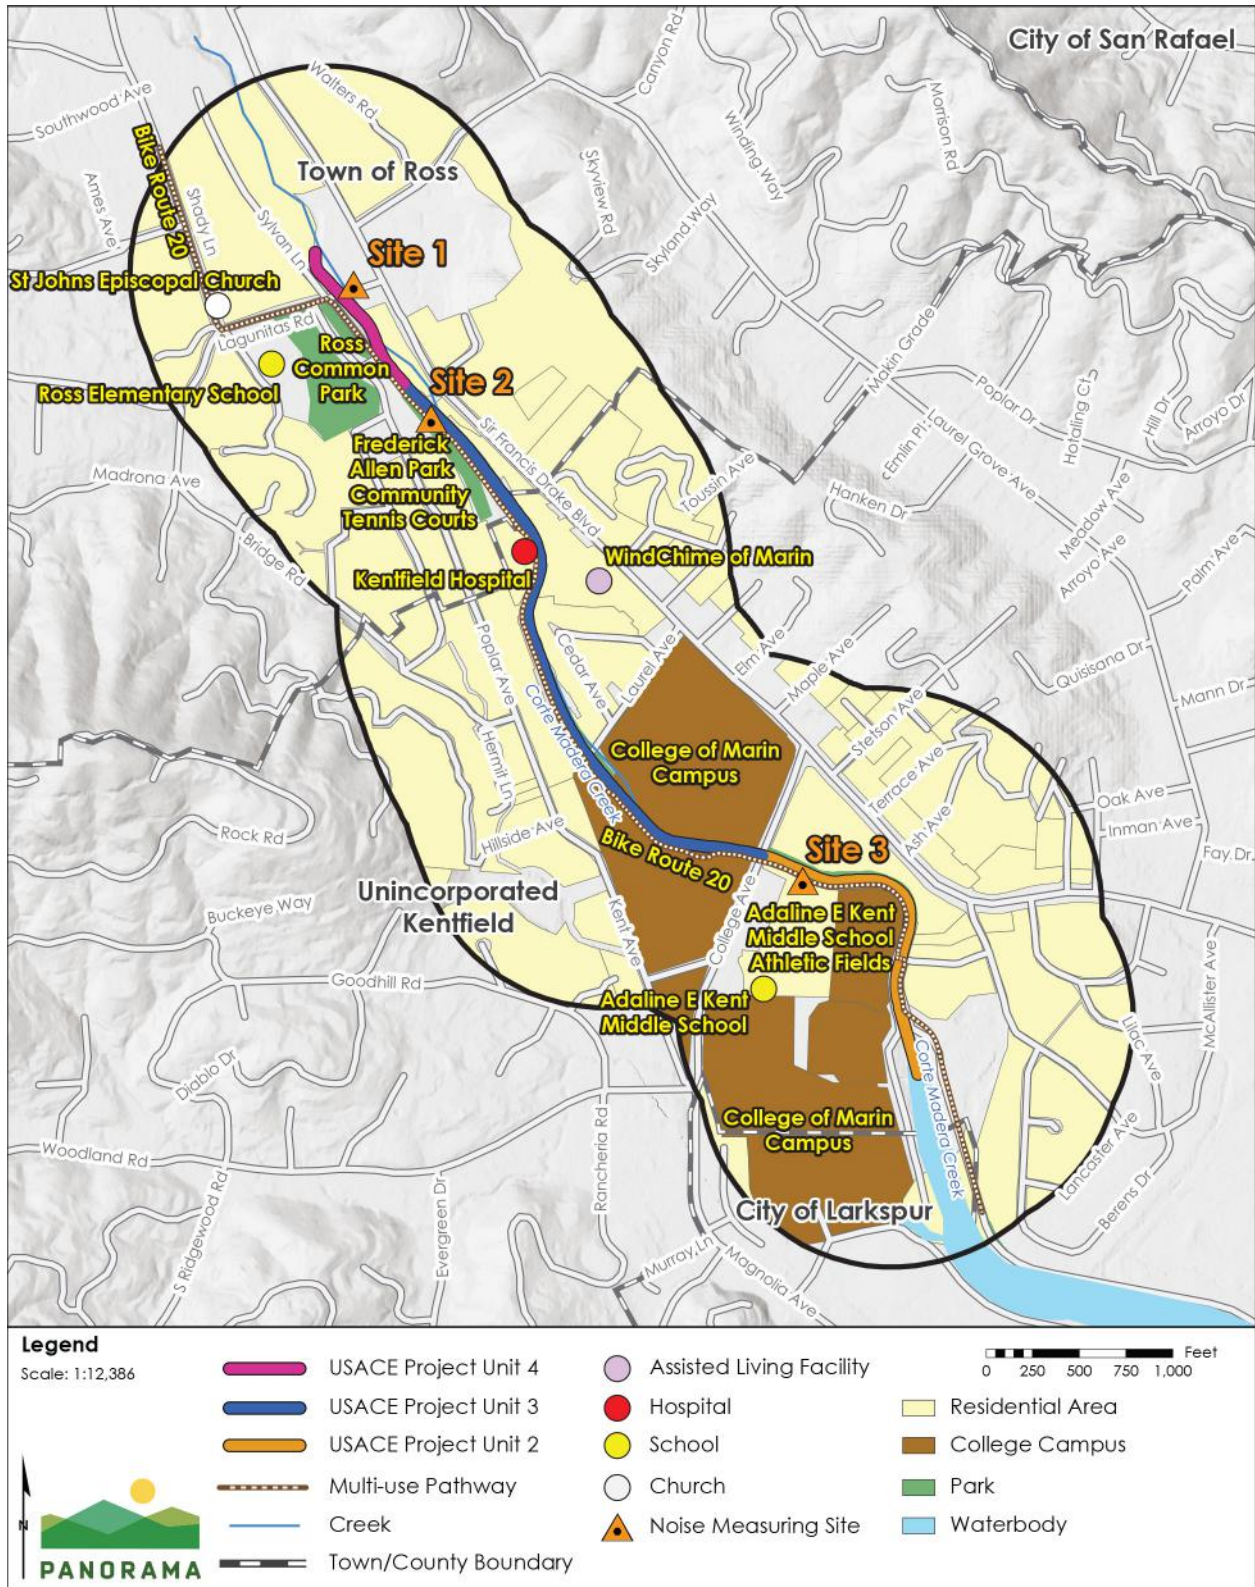 City of San Rafael
Canyon Rd
Walters Rd
Southwood Ave
Winding Way
Morrison Rd
Bike Route 20
Town of Ross
Skyview Rd
Ames Ave
Shady Ln
Sylvan Ln
Skyland Way
Site 1
St Johns Episcopal Church
Lagunitas Rd
Makin Grade
Ross
Common
Park
Site 2
Ross Elementary School
Poplar Dr
Hotaling Ct
Hill Dr
Arroyo Dr
Laurel Grove Ave
Emlin Pl
Sir Francis Drake Blvd
Frederick
Allen Park
Community
Tennis Courts
Toussin Ave
Madrona Ave
Hanken Dr
Meadow Ave
Bridge Rd
Arroyo Ave
Palm Ave
WindChime of Marin
Kentfield Hospital
Cedar Ave
Laurel Ave
Elm Ave
Maple Ave
Poplar Ave
Quisisana Dr
Corte Madera Creek
Mann Dr
Stetson Ave
Hermit Ln
College of Marin
Campus
Terrace Ave
Oak Ave
Rock Rd
Hillside Ave
Ash Ave
Inman Ave
Bike Route 20
Site 3
Fay Dr
Unincorporated
Kentfield
Buckeye Way
Kent Ave
College Ave
Adaline E Kent
Middle School
Athletic Fields
Goodhill Rd
Adaline E Kent
Middle School
McAllister Ave
Lilac Ave
Diablo Dr
Corte Madera Creek
College of Marin
Campus
Woodland Rd
Rancheria Rd
Lancaster Ave
S Ridgewood Rd
Evergreen Dr
City of Larkspur
Berens Dr
Murray Ln
Magnolia Ave
Legend
Scale: 1:12,386
USACE Project Unit 4
USACE Project Unit 3
USACE Project Unit 2
Multi-use Pathway
Creek
Town/County Boundary
Assisted Living Facility
Hospital
School
Church
Noise Measuring Site
Feet
0 250 500 750 1,000
Residential Area
College Campus
Park
Waterbody
N
PANORAMA